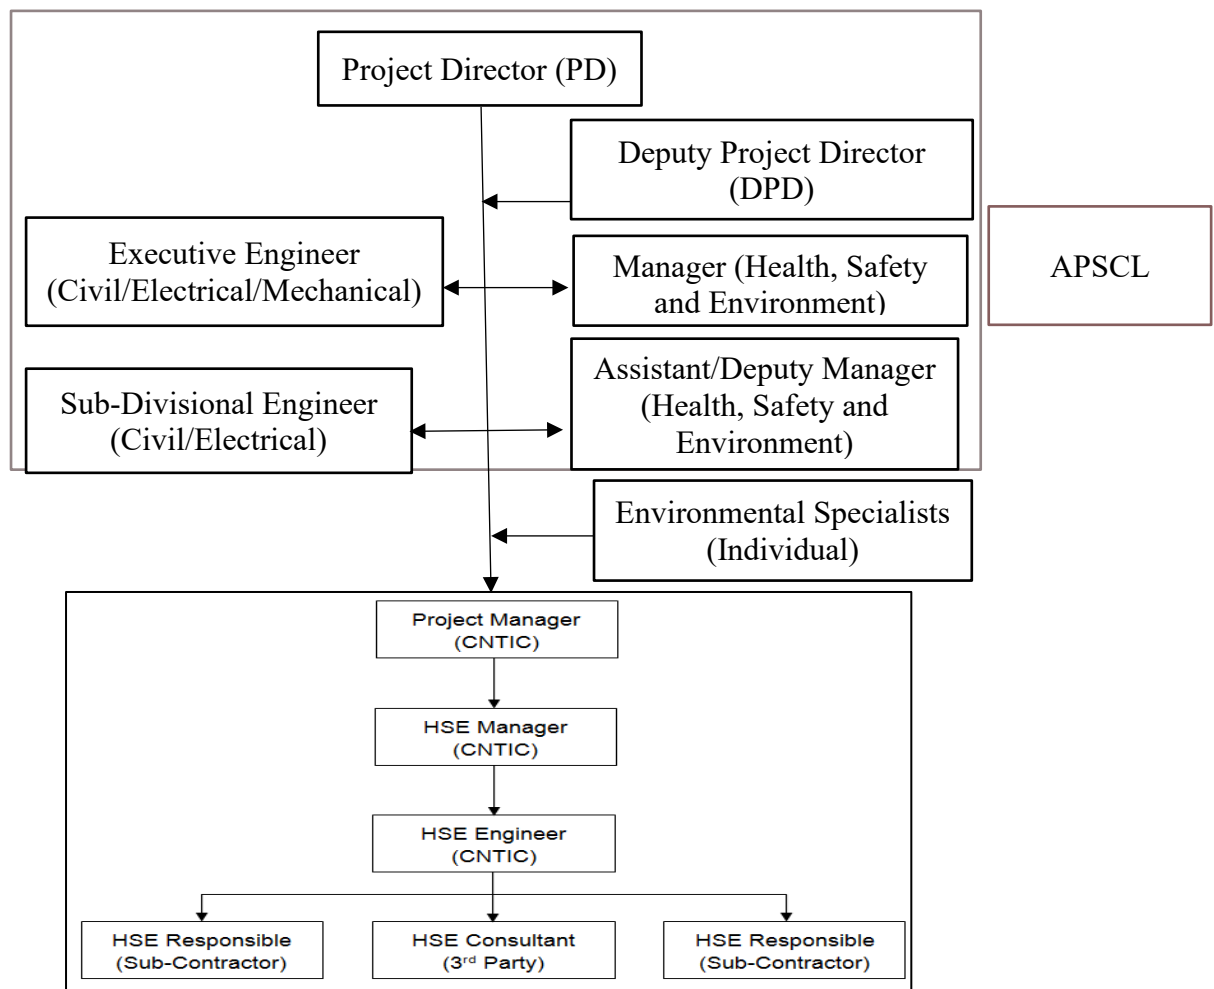 Project Director (PD)
Deputy Project Director
(DPD)
Executive Engineer
(Civil/Electrical/Mechanical)
Manager (Health, Safety
and Environment)
APSCL
Sub-Divisional Engineer
(Civil/Electrical)
Assistant/Deputy Manager
(Health, Safety and
Environment)
Environmental Specialists
(Individual)
Project Manager
(CNTIC)
HSE Manager
(CNTIC)
HSE Engineer
(CNTIC)
HSE Responsible
(Sub-Contractor)
HSE Consultant
(3rd Party)
HSE Responsible
(Sub-Contractor)